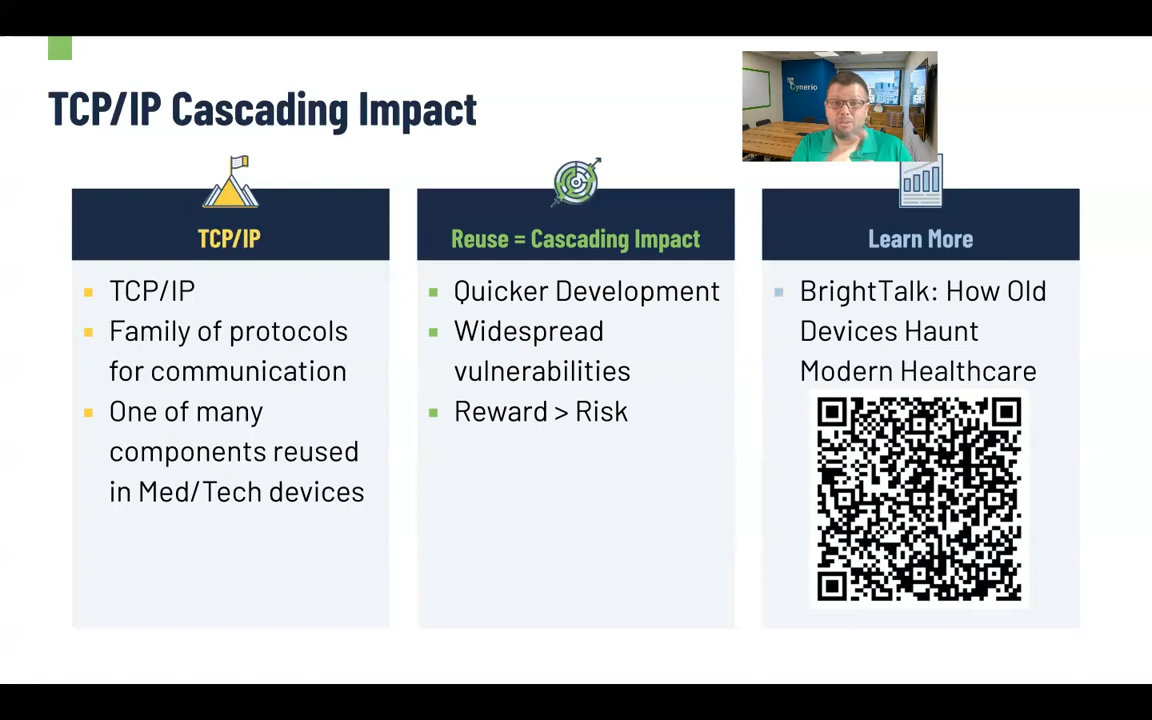 TCP/IP Cascading Impact
Cynerio
TCP/IP
TCP/IP
Family of protocols
for communication
One of many
components reused
in Med/Tech devices
Reuse = Cascading Impact
Quicker Development
Widespread
vulnerabilities
Reward > Risk
Learn More
BrightTalk: How Old
Devices Haunt
Modern Healthcare